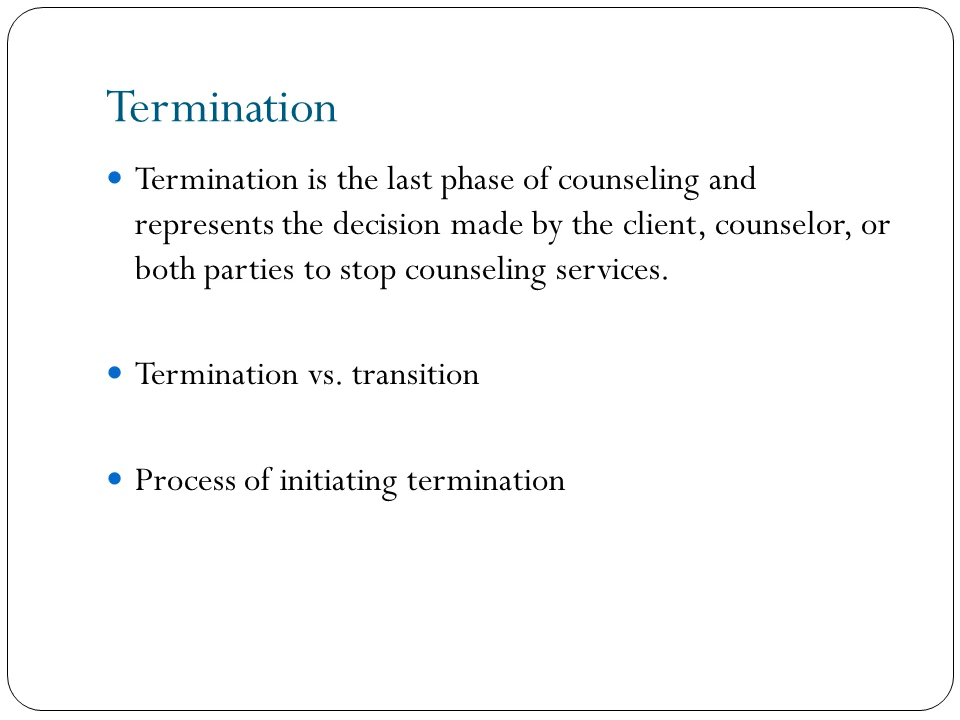 Termination
• Termination is the last phase of counseling and
represents the decision made by the client, counselor, or
both parties to stop counseling services.
• Termination vs. transition
• Process of initiating termination